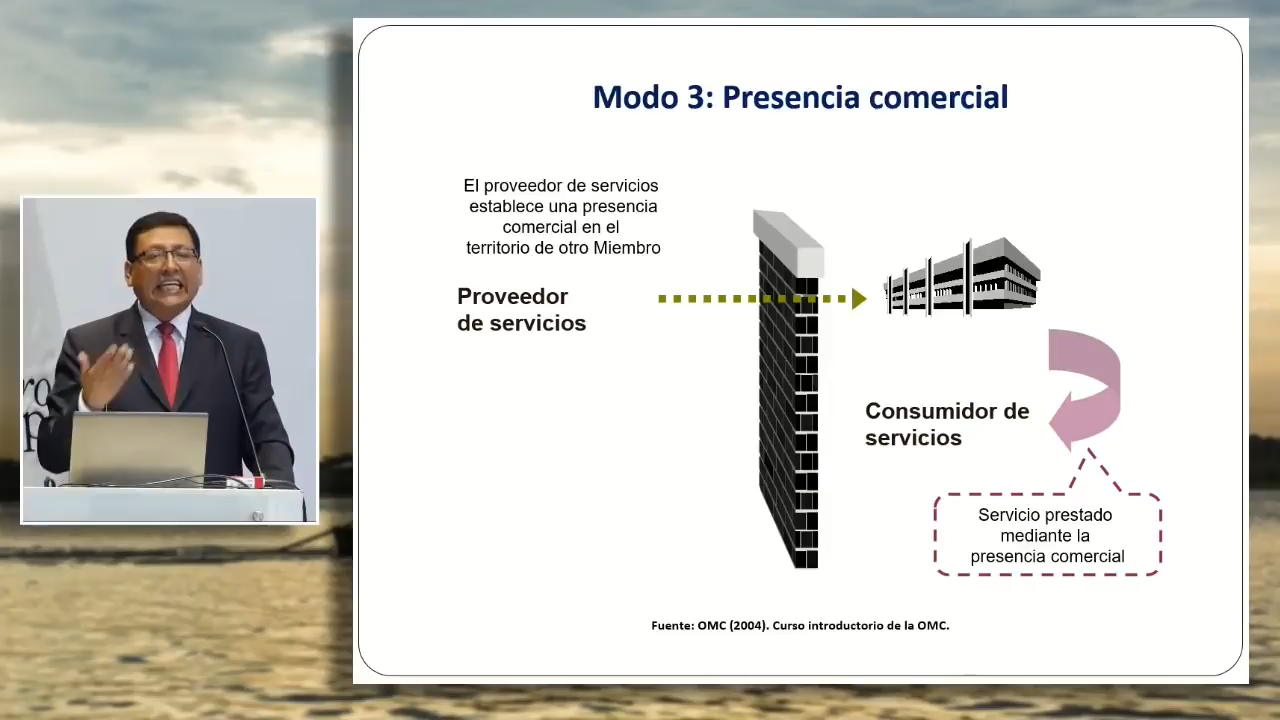 Modo 3: Presencia comercial
El proveedor de servicios
establece una presencia
comercial en el
territorio de otro Miembro
Proveedor
de servicios
Consumidor de
servicios
Servicio prestado
mediante la
presencia comercial
Fuente: OMC (2004). Curso introductorio de la OMC.